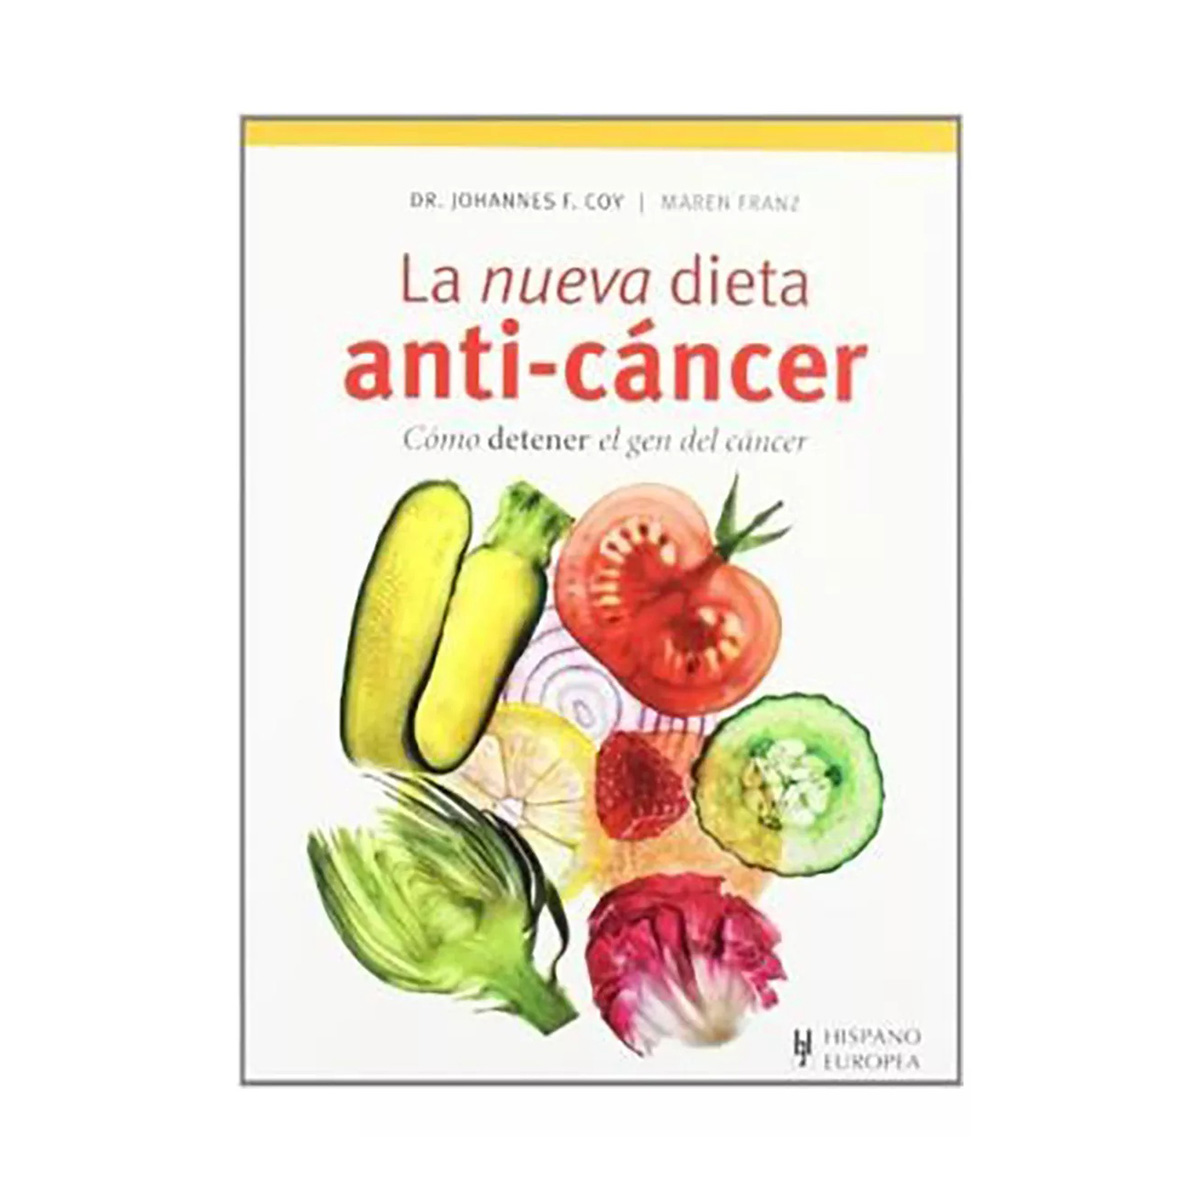 DR. JOHANNES F. COY | MAREN FRANZ
La nueva dieta
anti-cáncer
Cómo detener el gen del cáncer
HISPANO
EUROPEA